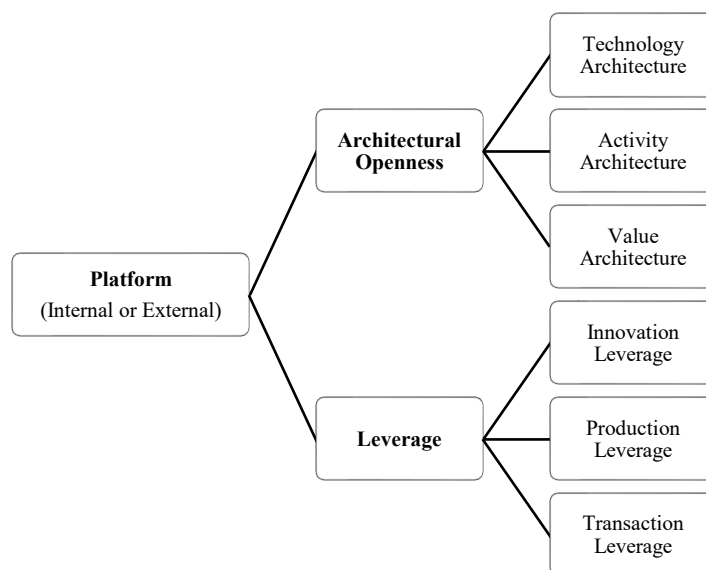 Platform
(Internal or External)
Architectural
Openness
Technology
Architecture
Activity
Architecture
Value
Architecture
Leverage
Innovation
Leverage
Production
Leverage
Transaction
Leverage